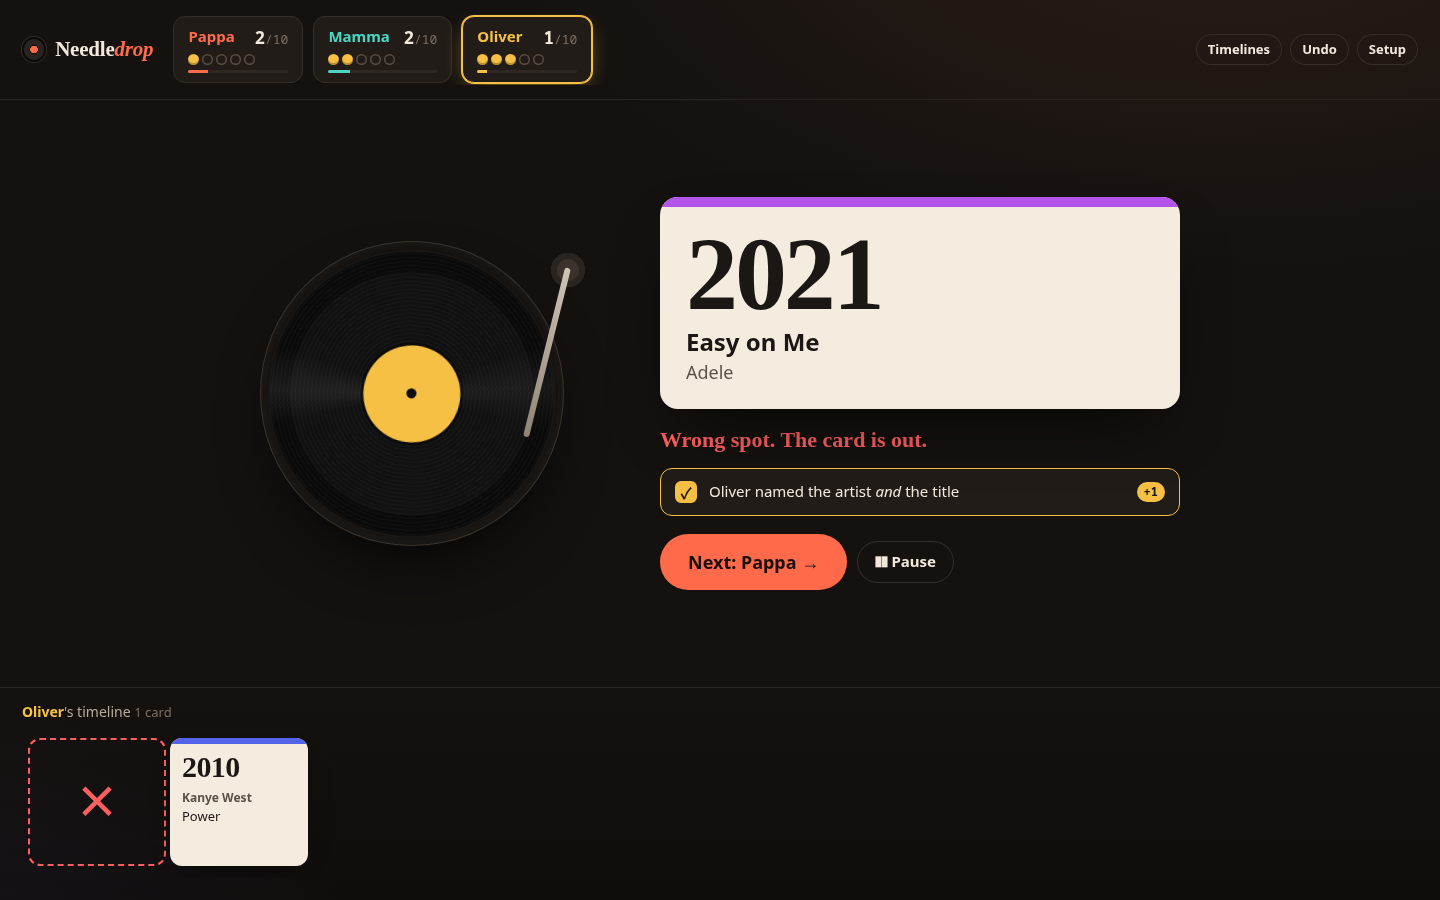 Needledrop
Pappa 2/10
Mamma 2/10
Oliver 1/10
Timelines
Undo
Setup
2021
Easy on Me
Adele
Wrong spot. The card is out.
✓ Oliver named the artist and the title +1
Next: Pappa →
Pause
Oliver's timeline 1 card
2010
Kanye West
Power